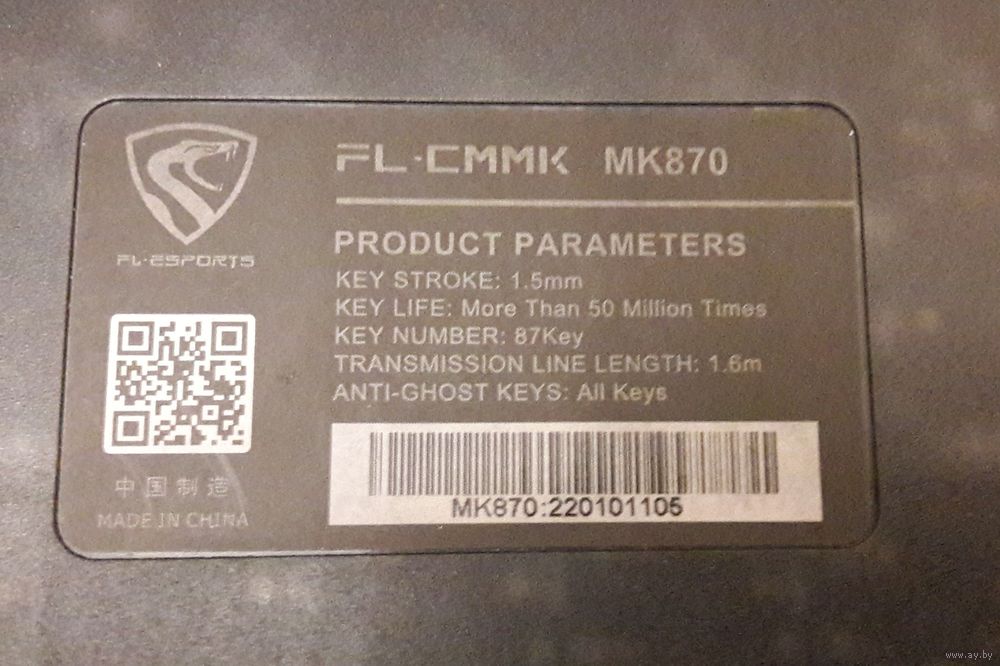 FL·CMMK MK870
FL·ESPORTS
PRODUCT PARAMETERS
KEY STROKE: 1.5mm
KEY LIFE: More Than 50 Million Times
KEY NUMBER: 87Key
TRANSMISSION LINE LENGTH: 1.6m
ANTI-GHOST KEYS: All Keys
中国制造
MADE IN CHINA
MK870:220101105
www.ay.by